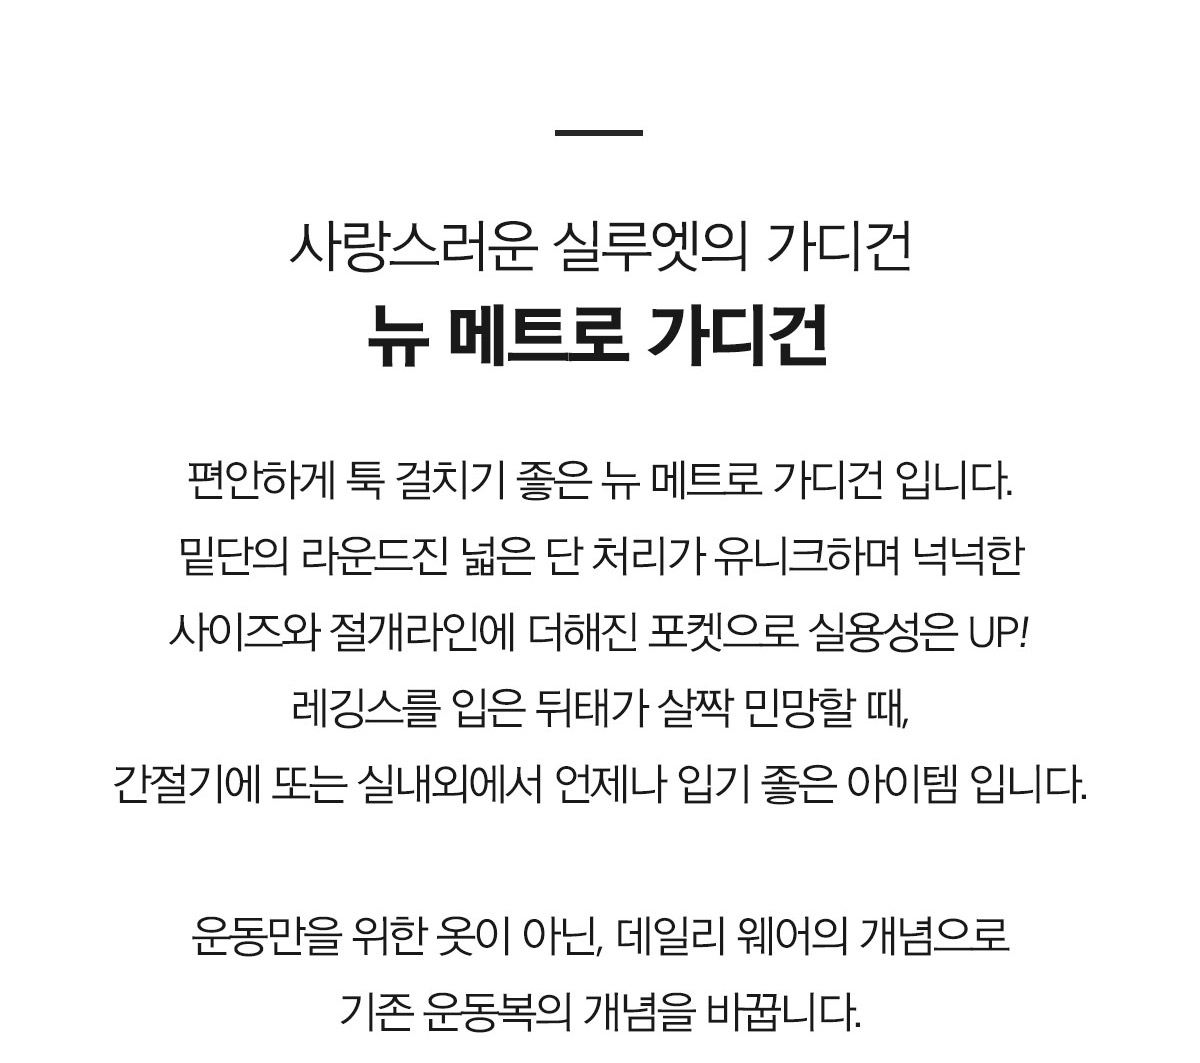 사랑스러운 실루엣의 가디건
뉴 메트로 가디건
편안하게 툭 걸치기 좋은 뉴 메트로 가디건 입니다.
밑단의 라운드진 넓은 단 처리가 유니크하며 넉넉한
사이즈와 절개라인에 더해진 포켓으로 실용성은 UP!
레깅스를 입은 뒤태가 살짝 민망할 때,
간절기에 또는 실내외에서 언제나 입기 좋은 아이템 입니다.
운동만을 위한 옷이 아닌, 데일리 웨어의 개념으로
기존 운동복의 개념을 바꿉니다.